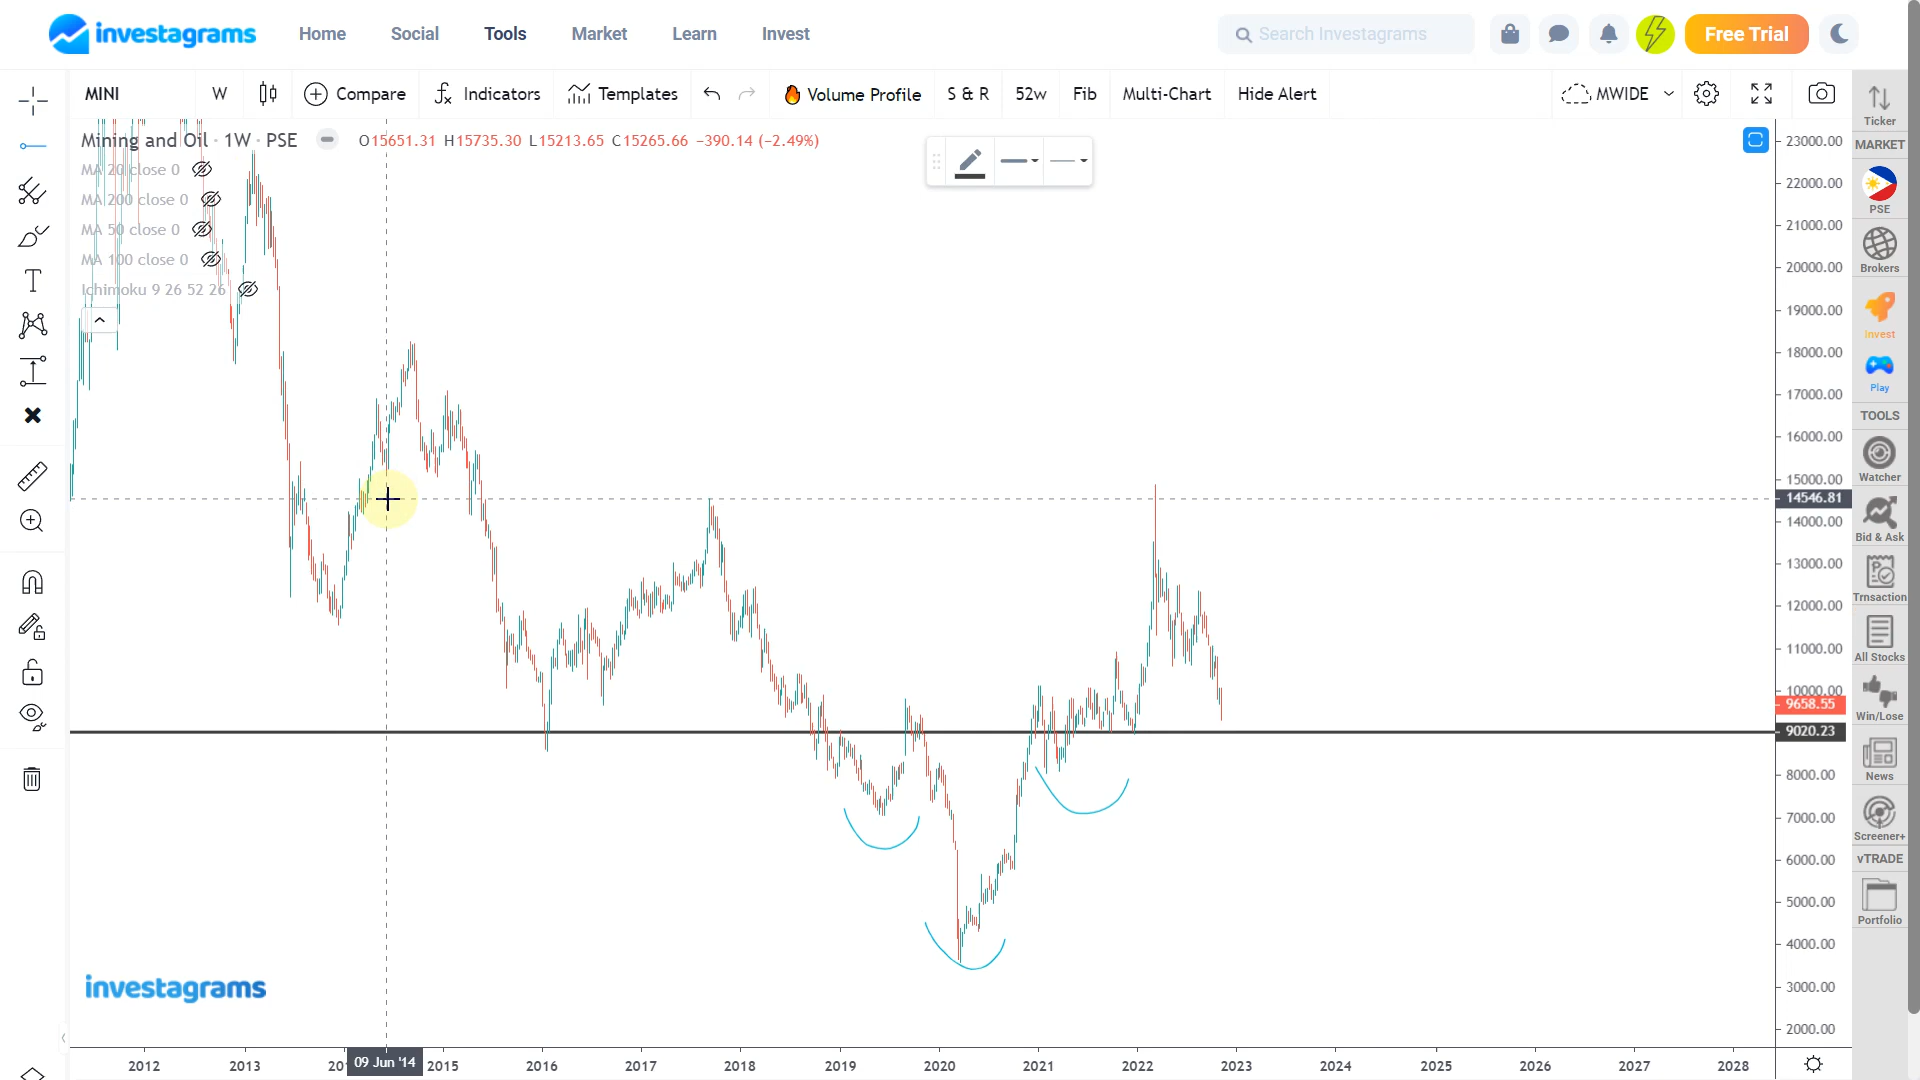 investagrams
Home
Social
Tools
Market
Learn
Invest
Search Investagrams
Free Trial
MINI
W
Compare
Indicators
Templates
Volume Profile
S & R
52w
Fib
Multi-Chart
Hide Alert
MWIDE
Mining and Oil · 1W · PSE
O15651.31 H15735.30 L15213.65 C15265.66 −390.14 (−2.49%)
MA 20 close 0
MA 200 close 0
MA 50 close 0
MA 100 close 0
Ichimoku 9 26 52 26
23000.00
22000.00
21000.00
20000.00
19000.00
18000.00
17000.00
16000.00
15000.00
14546.81
14000.00
13000.00
12000.00
11000.00
10000.00
9658.55
9020.23
8000.00
7000.00
6000.00
5000.00
4000.00
3000.00
2000.00
investagrams
2012
2013
20
09 Jun '14
2015
2016
2017
2018
2019
2020
2021
2022
2023
2024
2025
2026
2027
2028
Ticker
MARKET
PSE
Brokers
Invest
Play
TOOLS
Watcher
Bid & Ask
Trnsaction
All Stocks
Win/Lose
News
Screener+
vTRADE
Portfolio